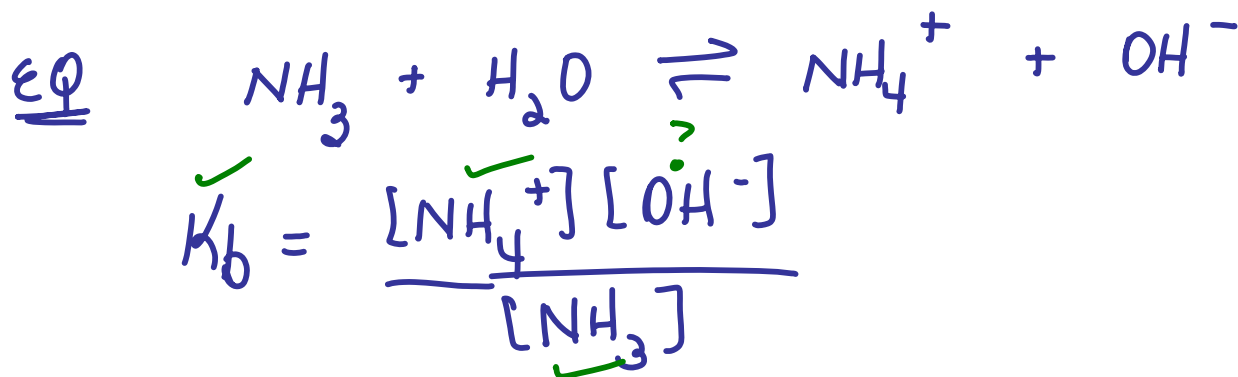 EQ NH₃ + H₂O ⇌ NH₄⁺ + OH⁻
✓ ✓ ?
Kb = [NH₄⁺][OH⁻]
[NH₃]
✓